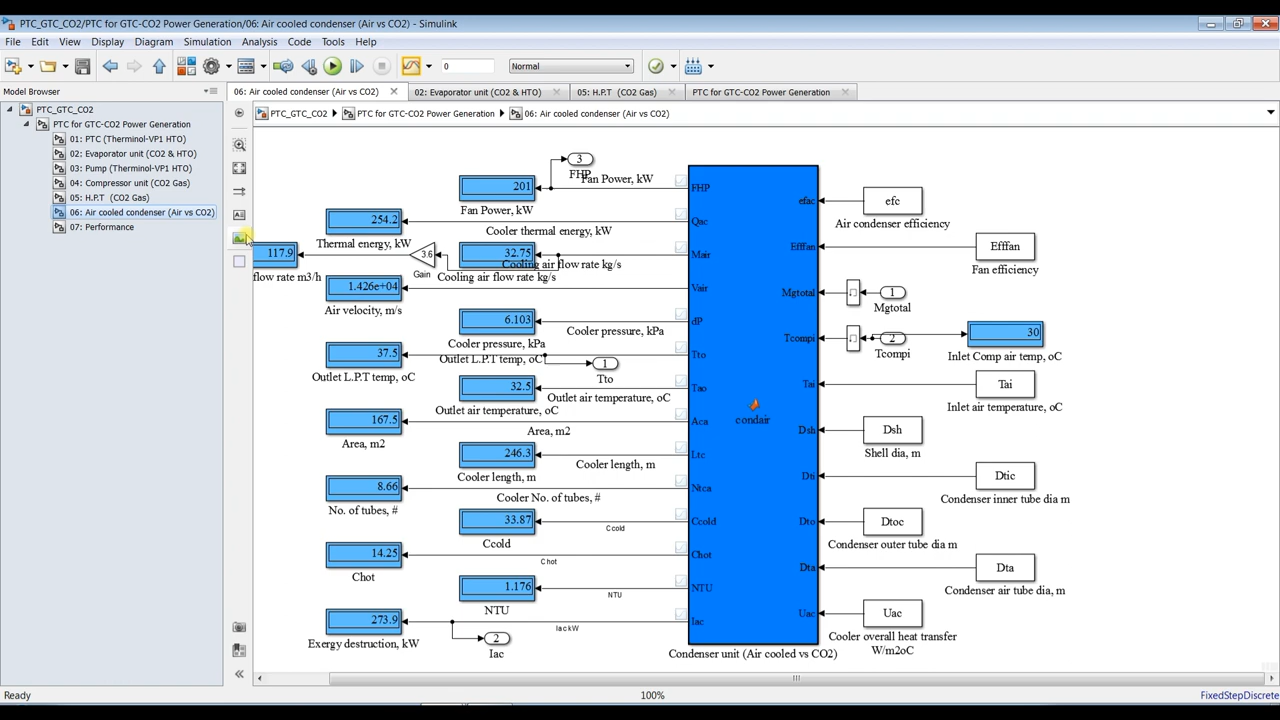 PTC_GTC_CO2/PTC for GTC-CO2 Power Generation/06: Air cooled condenser (Air vs CO2) - Simulink
File Edit View Display Diagram Simulation Analysis Code Tools Help
0
Normal
Model Browser
06: Air cooled condenser (Air vs CO2)
02: Evaporator unit (CO2 & HTO)
05: H.P.T (CO2 Gas)
PTC for GTC-CO2 Power Generation
PTC_GTC_CO2
PTC for GTC-CO2 Power Generation
01: PTC (Therminol-VP1 HTO)
02: Evaporator unit (CO2 & HTO)
03: Pump (Therminol-VP1 HTO)
04: Compressor unit (CO2 Gas)
05: H.P.T (CO2 Gas)
06: Air cooled condenser (Air vs CO2)
07: Performance
PTC_GTC_CO2
PTC for GTC-CO2 Power Generation
06: Air cooled condenser (Air vs CO2)
3
FHP
201
Fan Power, kW
Fan Power, kW
254.2
Thermal energy, kW
Cooler thermal energy, kW
117.9
flow rate m3/h
3.6
Gain
32.75
Cooling air flow rate kg/s
Cooling air flow rate kg/s
1.426e+04
Air velocity, m/s
6.103
Cooler pressure, kPa
Cooler pressure, kPa
37.5
Outlet L.P.T temp, oC
Outlet L.P.T temp, oC
1
Tto
32.5
Outlet air temperature, oC
Outlet air temperature, oC
167.5
Area, m2
Area, m2
246.3
Cooler length, m
Cooler length, m
8.66
No. of tubes, #
Cooler No. of tubes, #
33.87
Ccold
Ccold
14.25
Chot
Chot
1.176
NTU
NTU
273.9
Exergy destruction, kW
Iac kW
2
Iac
FHP
Qac
Mair
Vair
dP
Tto
Tao
Aca
Ltc
Ntca
Ccold
Chot
NTU
Iac
condair
efac
Efffan
Mgtotal
Tcompi
Tai
Dsh
Dti
Dto
Dta
Uac
Condenser unit (Air cooled vs CO2)
efc
Air condenser efficiency
Efffan
Fan efficiency
1
Mgtotal
2
Tcompi
30
Inlet Comp air temp, oC
Tai
Inlet air temperature, oC
Dsh
Shell dia, m
Dtic
Condenser inner tube dia m
Dtoc
Condenser outer tube dia m
Dta
Condenser air tube dia, m
Uac
Cooler overall heat transfer
W/m2oC
Ready
100%
FixedStepDiscrete